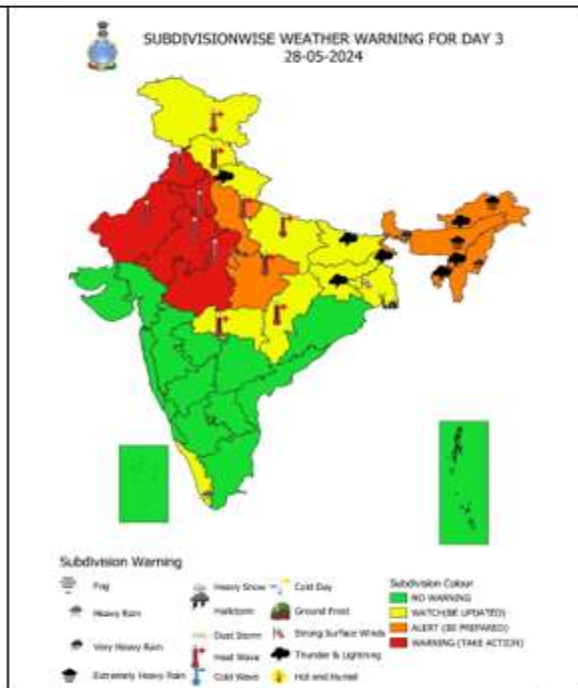 SUBDIVISIONWISE WEATHER WARNING FOR DAY 3
28-05-2024
Subdivision Warning
Fog
Heavy Rain
Very Heavy Rain
Extremely Heavy Rain
Heavy Snow
Hailstorm
Dust Storm
Heat Wave
Cold Wave
Cold Day
Ground Frost
Strong Surface Winds
Thunder & Lightning
Hot and Humid
Subdivision Colour
NO WARNING
WATCH(BE UPDATED)
ALERT (BE PREPARED)
WARNING (TAKE ACTION)